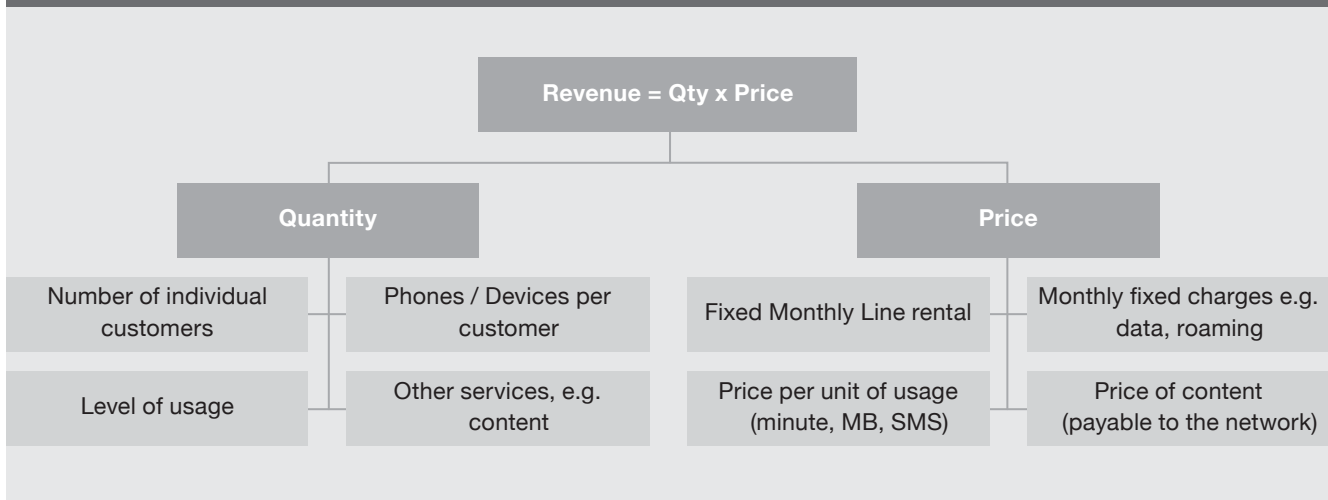 Revenue = Qty x Price
Quantity
Price
Number of individual
customers
Phones / Devices per
customer
Fixed Monthly Line rental
Monthly fixed charges e.g.
data, roaming
Level of usage
Other services, e.g.
content
Price per unit of usage
(minute, MB, SMS)
Price of content
(payable to the network)